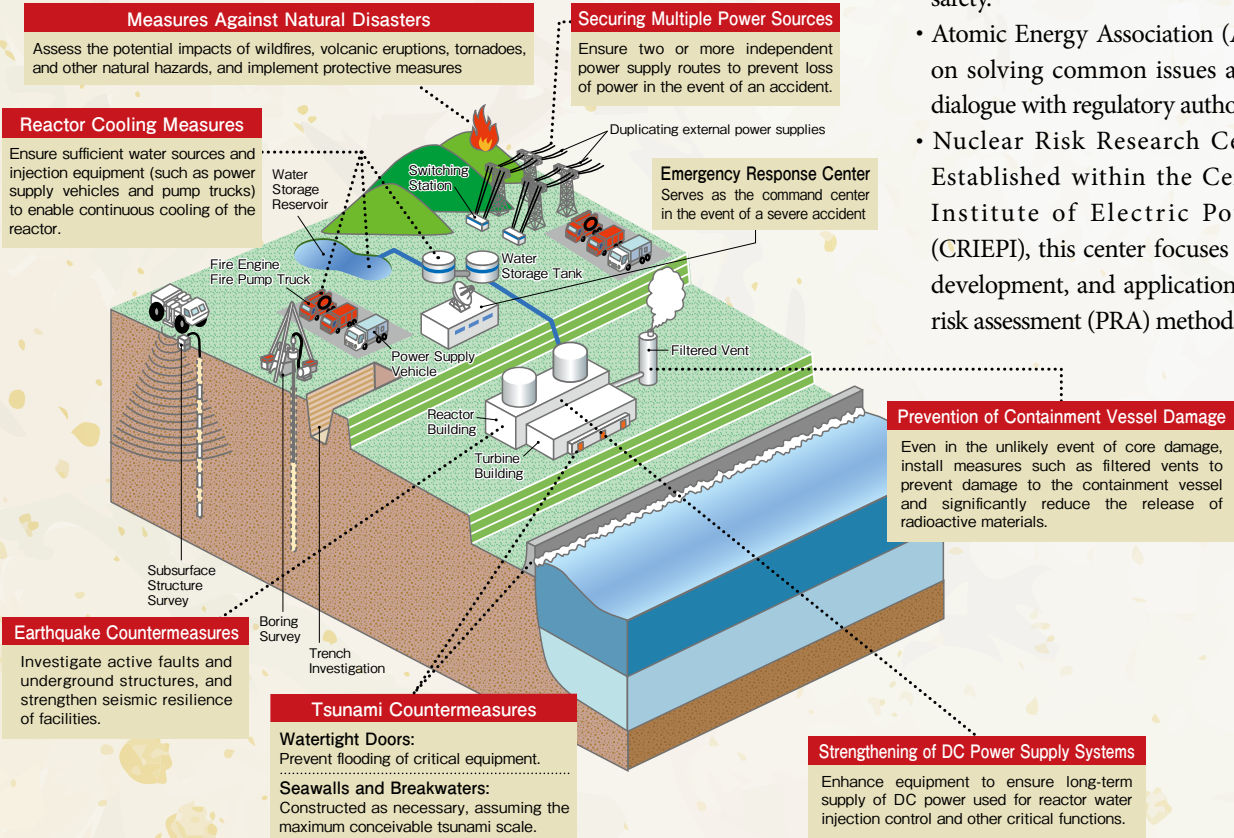 Measures Against Natural Disasters
Assess the potential impacts of wildfires, volcanic eruptions, tornadoes,
and other natural hazards, and implement protective measures
Securing Multiple Power Sources
Ensure two or more independent
power supply routes to prevent loss
of power in the event of an accident.
Reactor Cooling Measures
Ensure sufficient water sources and
injection equipment (such as power
supply vehicles and pump trucks)
to enable continuous cooling of the
reactor.
Duplicating external power supplies
Emergency Response Center
Serves as the command center
in the event of a severe accident
Water
Storage
Reservoir
Switching
Station
Water
Storage Tank
Fire Engine
Fire Pump Truck
Power Supply
Vehicle
Filtered Vent
Reactor
Building
Turbine
Building
Prevention of Containment Vessel Damage
Even in the unlikely event of core damage,
install measures such as filtered vents to
prevent damage to the containment vessel
and significantly reduce the release of
radioactive materials.
Subsurface
Structure
Survey
Boring
Survey
Trench
Investigation
Earthquake Countermeasures
Investigate active faults and
underground structures, and
strengthen seismic resilience
of facilities.
Tsunami Countermeasures
Watertight Doors:
Prevent flooding of critical equipment.
Seawalls and Breakwaters:
Constructed as necessary, assuming the
maximum conceivable tsunami scale.
Strengthening of DC Power Supply Systems
Enhance equipment to ensure long-term
supply of DC power used for reactor water
injection control and other critical functions.
safety.
• Atomic Energy Association (
on solving common issues a
dialogue with regulatory autho
• Nuclear Risk Research Ce
Established within the Ce
Institute of Electric Po
(CRIEPI), this center focuses
development, and application
risk assessment (PRA) method